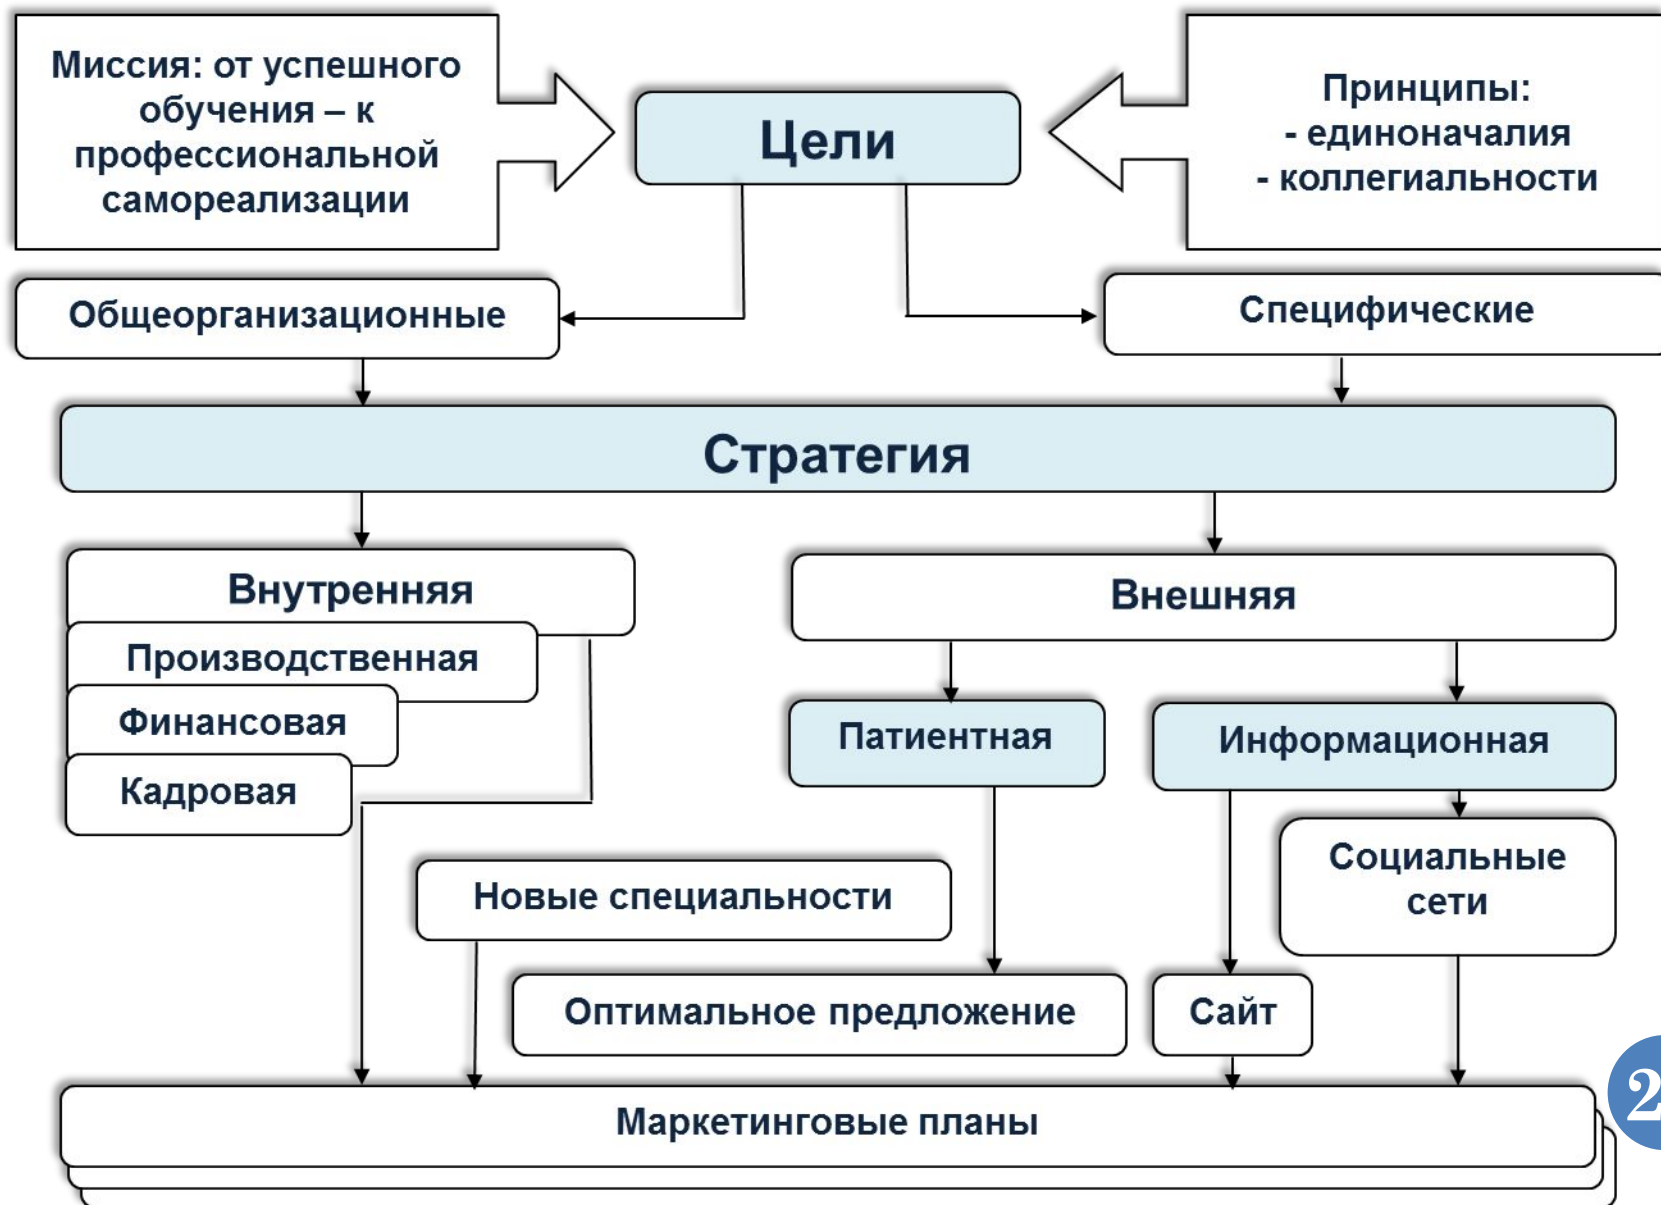 Миссия: от успешного
обучения – к
профессиональной
самореализации
Цели
Принципы:
- единоначалия
- коллегиальности
Общеорганизационные
Специфические
Стратегия
Внутренняя
Внешняя
Производственная
Финансовая
Кадровая
Патиентная
Информационная
Социальные
сети
Новые специальности
Оптимальное предложение
Сайт
Маркетинговые планы
2